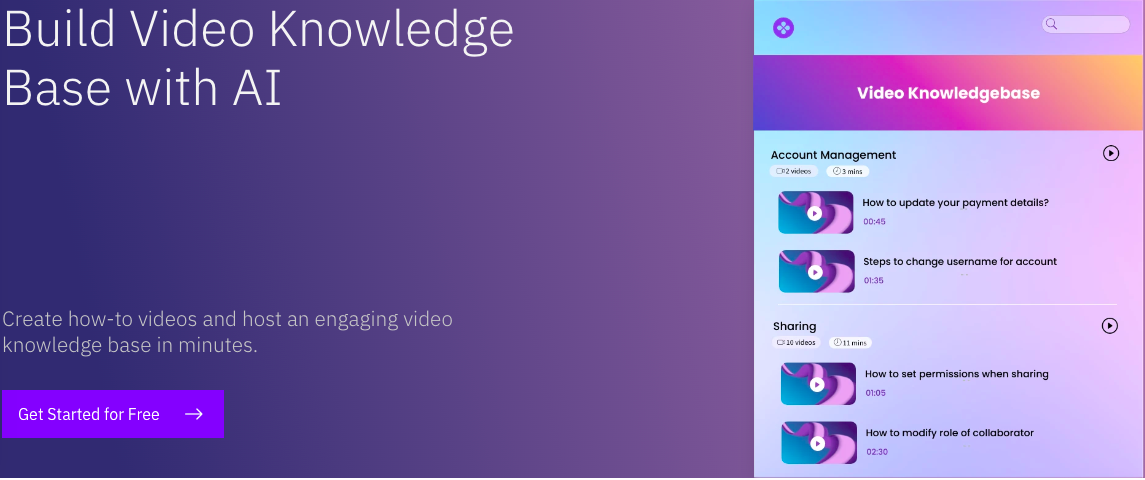 Build Video Knowledge
Base with AI
Create how-to videos and host an engaging video
knowledge base in minutes.
Get Started for Free
Video Knowledgebase
Account Management
2 videos
3 mins
How to update your payment details?
00:45
Steps to change username for account
01:35
Sharing
10 videos
11 mins
How to set permissions when sharing
01:05
How to modify role of collaborator
02:30